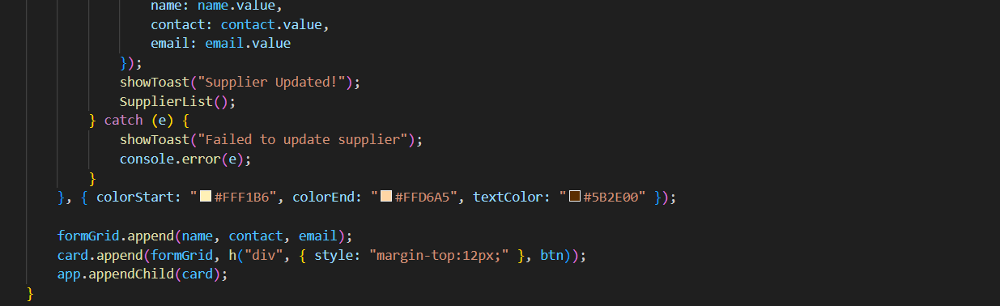 name: name.value,
contact: contact.value,
email: email.value
});
showToast("Supplier Updated!");
SupplierList();
} catch (e) {
showToast("Failed to update supplier");
console.error(e);
}
}, { colorStart: "#FFF1B6", colorEnd: "#FFD6A5", textColor: "#5B2E00" });
formGrid.append(name, contact, email);
card.append(formGrid, h("div", { style: "margin-top:12px;" }, btn));
app.appendChild(card);
}